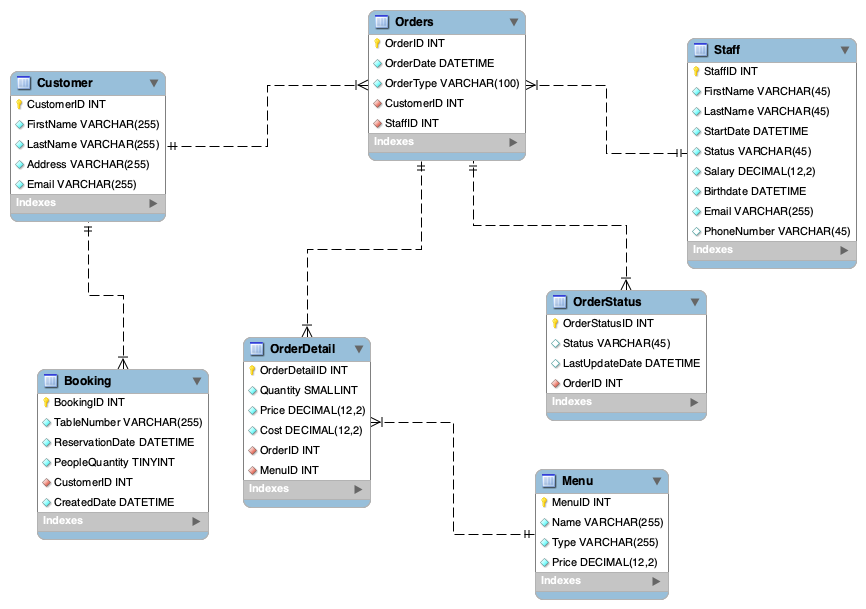 Orders
OrderID INT
OrderDate DATETIME
OrderType VARCHAR(100)
CustomerID INT
StaffID INT
Indexes
Staff
StaffID INT
FirstName VARCHAR(45)
LastName VARCHAR(45)
StartDate DATETIME
Status VARCHAR(45)
Salary DECIMAL(12,2)
Birthdate DATETIME
Email VARCHAR(255)
PhoneNumber VARCHAR(45)
Indexes
Customer
CustomerID INT
FirstName VARCHAR(255)
LastName VARCHAR(255)
Address VARCHAR(255)
Email VARCHAR(255)
Indexes
OrderStatus
OrderStatusID INT
Status VARCHAR(45)
LastUpdateDate DATETIME
OrderID INT
Indexes
OrderDetail
OrderDetailID INT
Quantity SMALLINT
Price DECIMAL(12,2)
Cost DECIMAL(12,2)
OrderID INT
MenuID INT
Indexes
Booking
BookingID INT
TableNumber VARCHAR(255)
ReservationDate DATETIME
PeopleQuantity TINYINT
CustomerID INT
CreatedDate DATETIME
Indexes
Menu
MenuID INT
Name VARCHAR(255)
Type VARCHAR(255)
Price DECIMAL(12,2)
Indexes